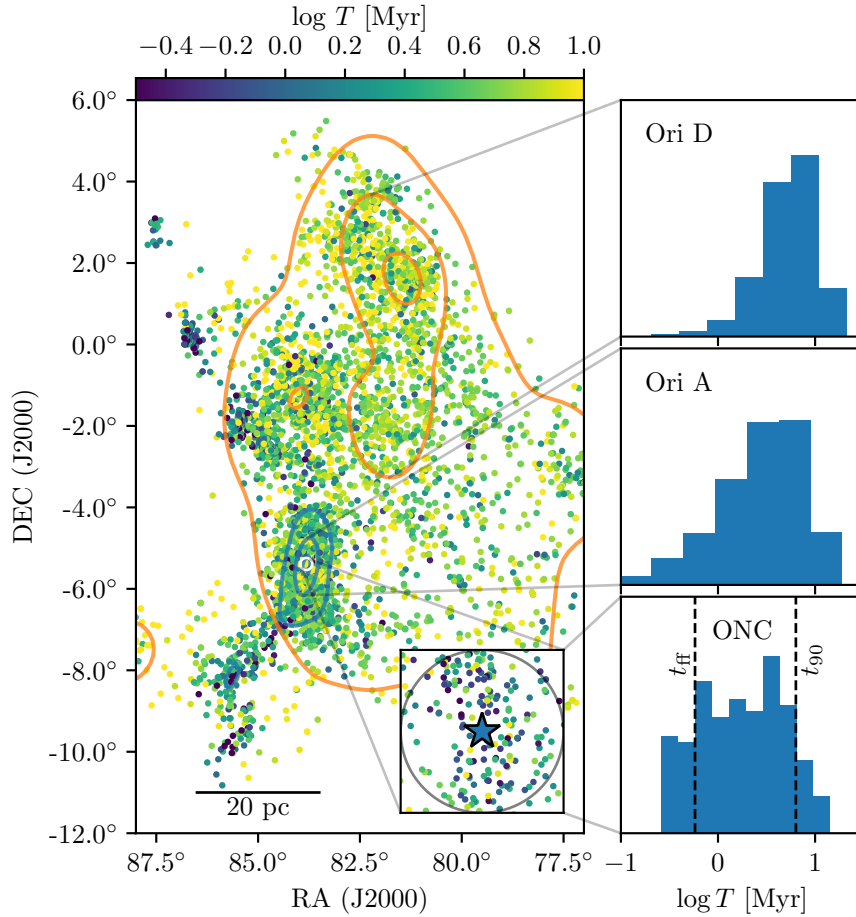 log T [Myr]
−0.4 −0.2 0.0 0.2 0.4 0.6 0.8 1.0
6.0°
4.0°
2.0°
0.0°
-2.0°
-4.0°
-6.0°
-8.0°
-10.0°
-12.0°
DEC (J2000)
20 pc
87.5° 85.0° 82.5° 80.0° 77.5°
RA (J2000)
Ori D
Ori A
ONC
t_ff
t_90
−1 0 1
log T [Myr]